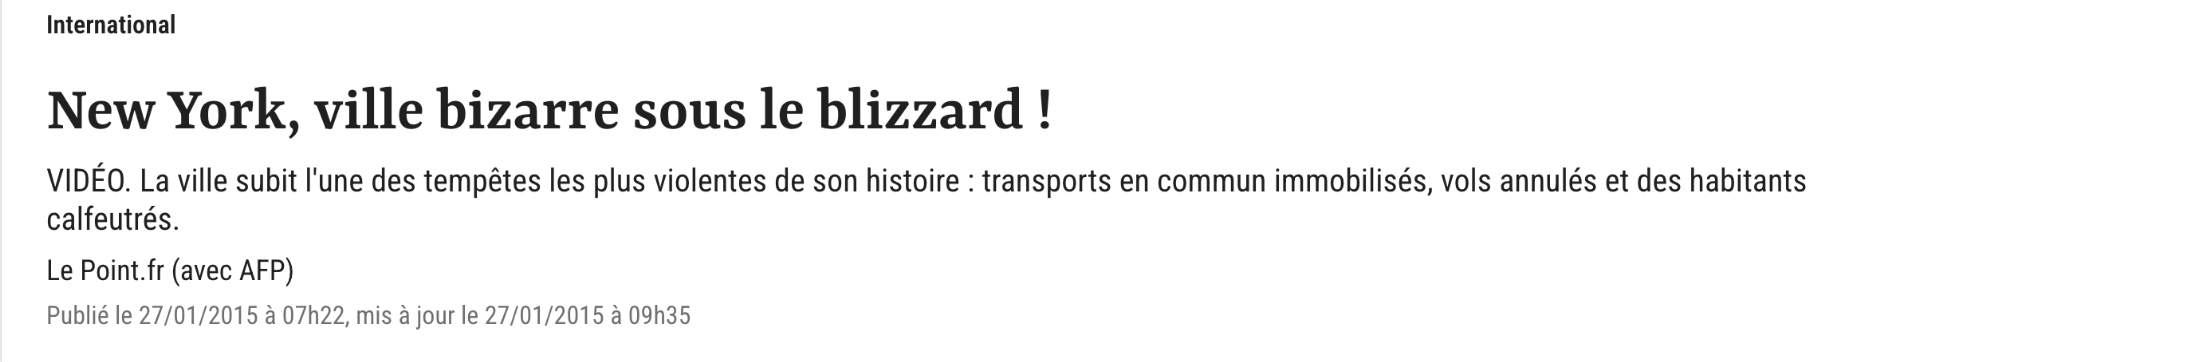 International
New York, ville bizarre sous le blizzard !
VIDÉO. La ville subit l'une des tempêtes les plus violentes de son histoire : transports en commun immobilisés, vols annulés et des habitants
calfeutrés.
Le Point.fr (avec AFP)
Publié le 27/01/2015 à 07h22, mis à jour le 27/01/2015 à 09h35